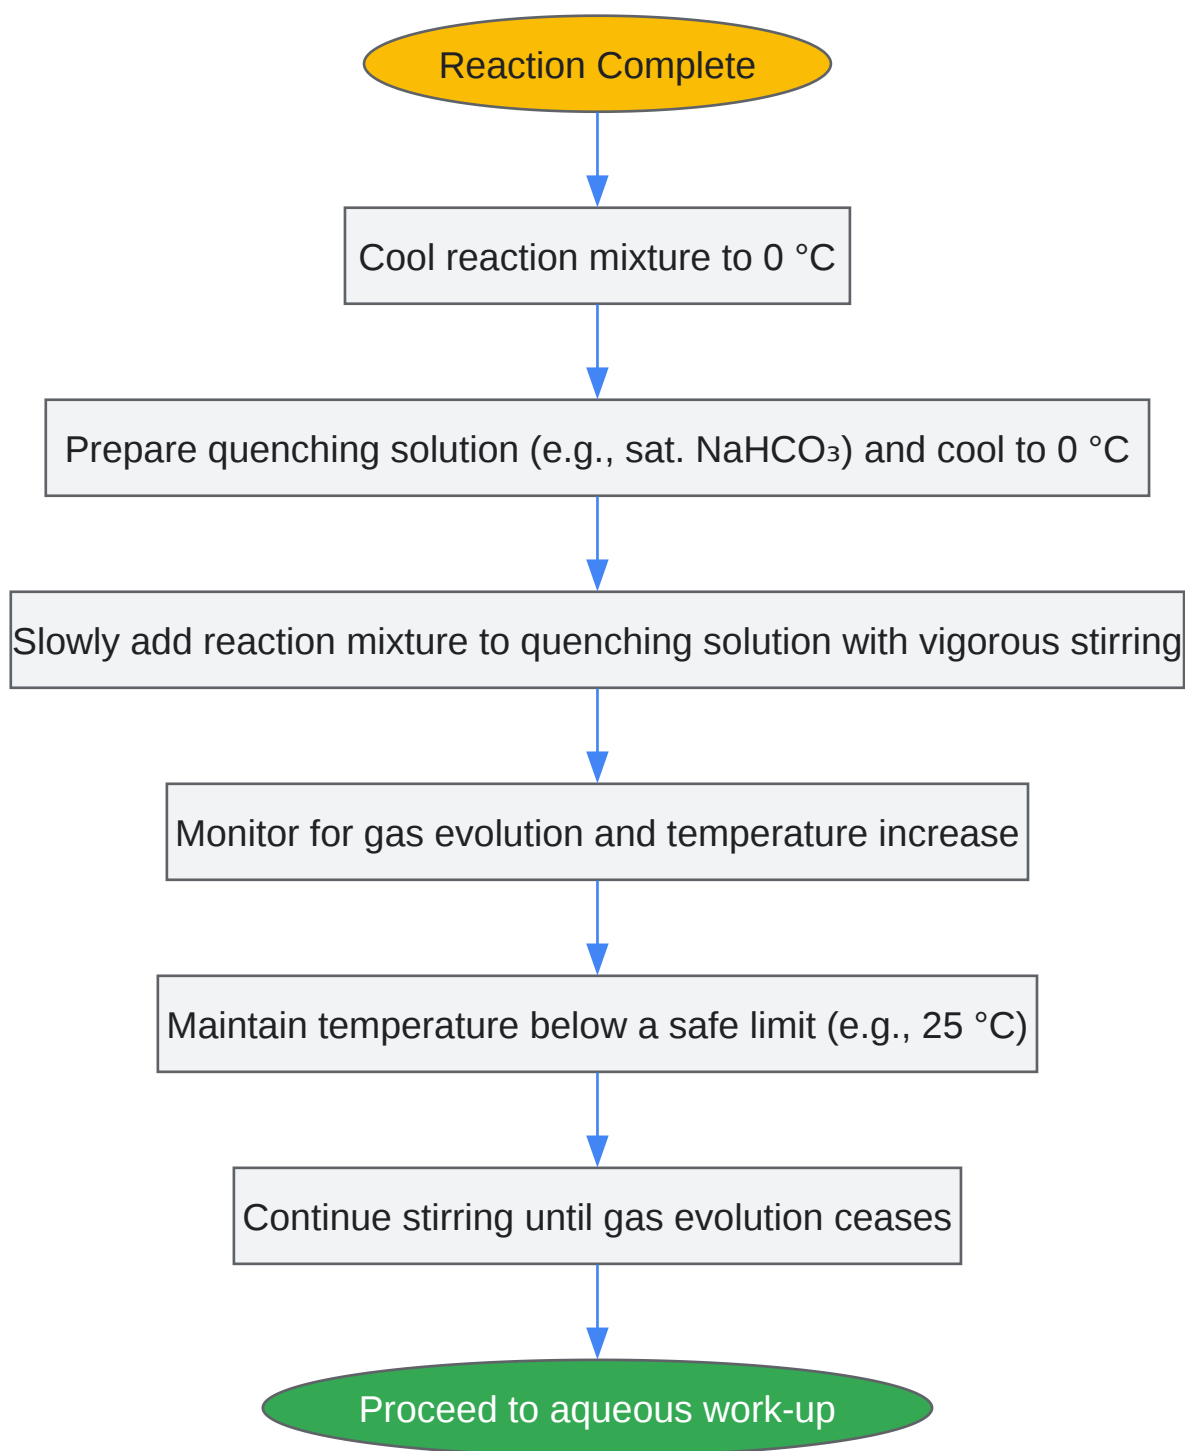 Reaction Complete
Cool reaction mixture to 0 °C
Prepare quenching solution (e.g., sat. NaHCO₃) and cool to 0 °C
Slowly add reaction mixture to quenching solution with vigorous stirring
Monitor for gas evolution and temperature increase
Maintain temperature below a safe limit (e.g., 25 °C)
Continue stirring until gas evolution ceases
Proceed to aqueous work-up